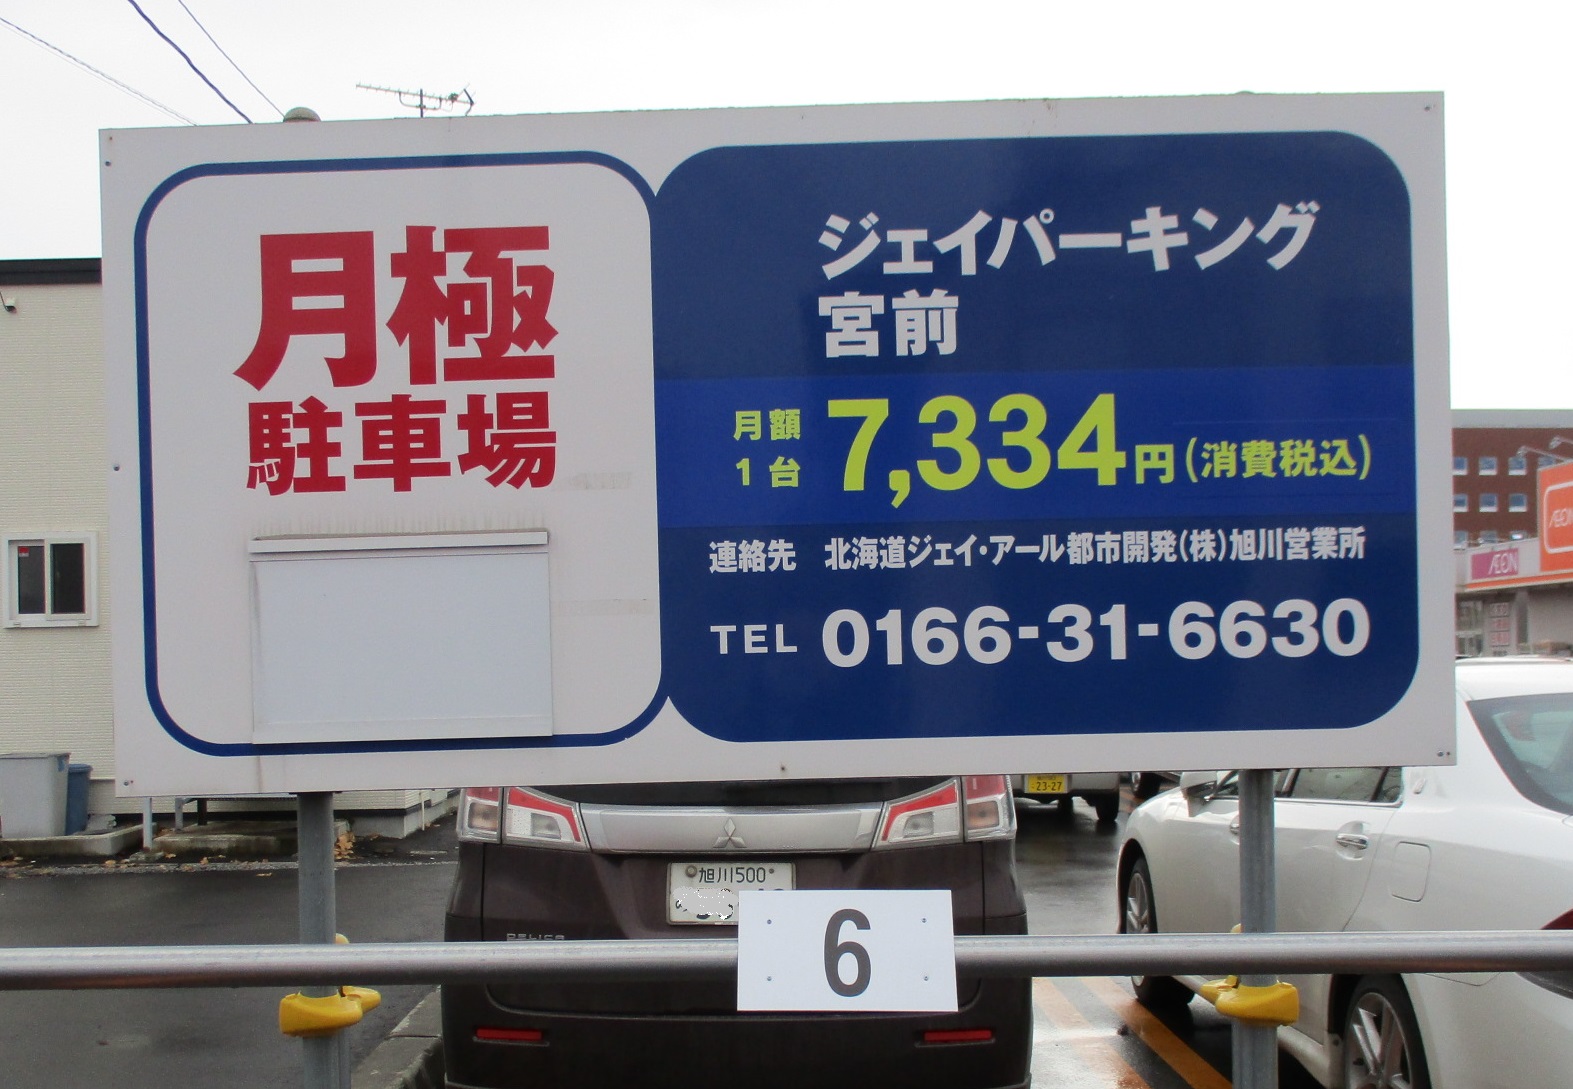 月極
駐車場
ジェイパーキング
宮前
月額
1台
7,334円(消費税込)
連絡先 北海道ジェイ・アール都市開発(株)旭川営業所
TEL 0166-31-6630
ÆON
ÆON
23-27
旭川500
DELICA
6